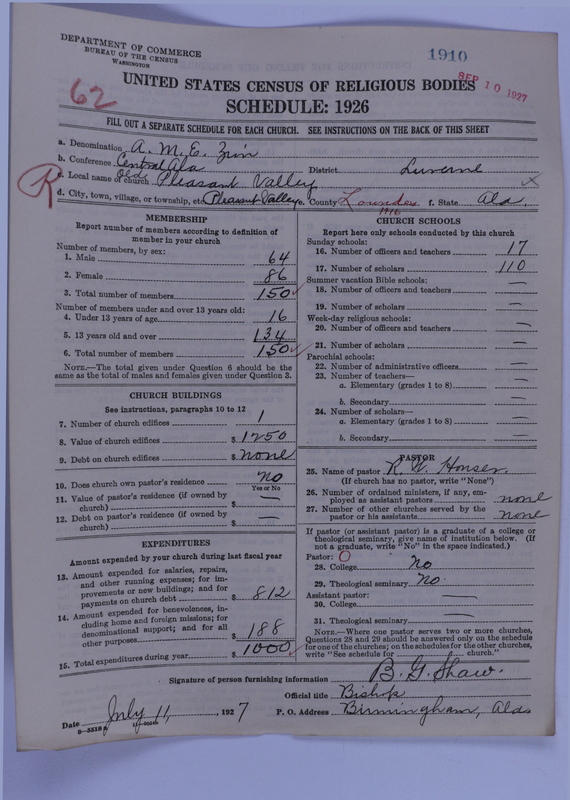 DEPARTMENT OF COMMERCE
BUREAU OF THE CENSUS
WASHINGTON
1910
SEP 10 1927
62
UNITED STATES CENSUS OF RELIGIOUS BODIES
SCHEDULE: 1926
FILL OUT A SEPARATE SCHEDULE FOR EACH CHURCH. SEE INSTRUCTIONS ON THE BACK OF THIS SHEET
a. Denomination A. M. E. Zion
b. Conference Central Ala District Luverne
R
c. Local name of church Old Pleasant Valley
d. City, town, village, or township, etc. Pleasant Valley e. County Lowndes f. State Ala.
1916
MEMBERSHIP
Report number of members according to definition of
member in your church
Number of members, by sex:
1. Male 64
2. Female 86
3. Total number of members 150
Number of members under and over 13 years old:
4. Under 13 years of age 16
5. 13 years old and over 134
6. Total number of members 150
NOTE.—The total given under Question 6 should be
same as the total of males and females given under Question 3.
CHURCH BUILDINGS
See instructions, paragraphs 10 to 12
7. Number of church edifices 1
8. Value of church edifices $ 1250
9. Debt on church edifices $ none
10. Does church own pastor's residence no
Yes or No
11. Value of pastor's residence (if owned by
church) $ —
12. Debt on pastor's residence (if owned by
church) $ —
EXPENDITURES
Amount expended by your church during last fiscal year
13. Amount expended for salaries, repairs,
and other running expenses; for im-
provements or new buildings; and for
payments on church debt $ 812
14. Amount expended for benevolences, in-
cluding home and foreign missions; for
denominational support; and for all
other purposes $ 188
15. Total expenditures during year $ 1000
CHURCH SCHOOLS
Report here only schools conducted by this church
Sunday schools:
16. Number of officers and teachers 17
17. Number of scholars 110
Summer vacation Bible schools:
18. Number of officers and teachers —
19. Number of scholars —
Week-day religious schools:
20. Number of officers and teachers —
21. Number of scholars —
Parochial schools:
22. Number of administrative officers —
23. Number of teachers—
a. Elementary (grades 1 to 8) —
b. Secondary —
24. Number of scholars—
a. Elementary (grades 1 to 8) —
b. Secondary —
PASTOR
25. Name of pastor R. W. Houser.
(If church has no pastor, write "None")
26. Number of ordained ministers, if any, em-
ployed as assistant pastors none
27. Number of other churches served by the
pastor or his assistants none
If pastor (or assistant pastor) is a graduate of a college or
theological seminary, give name of institution below. (If
not a graduate, write "No" in the space indicated.)
Pastor: O
28. College No
29. Theological seminary No.
Assistant pastor:
30. College —
31. Theological seminary —
NOTE.—Where one pastor serves two or more churches,
Questions 28 and 29 should be answered only on the schedule
for one of the churches; on the schedules for the other churches,
write "See schedule for church."
Signature of person furnishing information B. G. Shaw.
Official title Bishop
Date July 11, 1927 P. O. Address Birmingham, Ala.